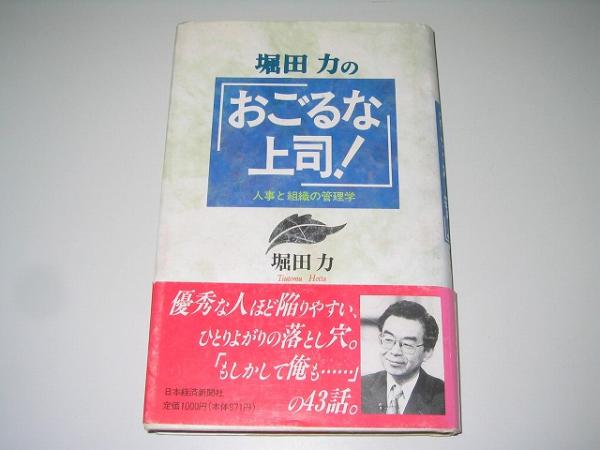 堀田 力の
「おごるな
上司!」
人事と組織の管理学
堀田 力
Tsutomu Hotta
優秀な人ほど陥りやすい、
ひとりよがりの落とし穴。
「もしかして俺も……」
の43話。
日本経済新聞社
定価1000円(本体971円)